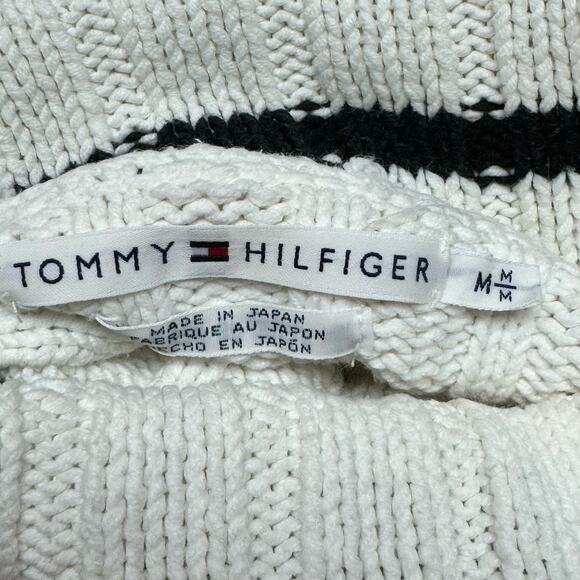 TOMMY HILFIGER
M M/M
MADE IN JAPAN
FABRIQUE AU JAPON
HECHO EN JAPÓN